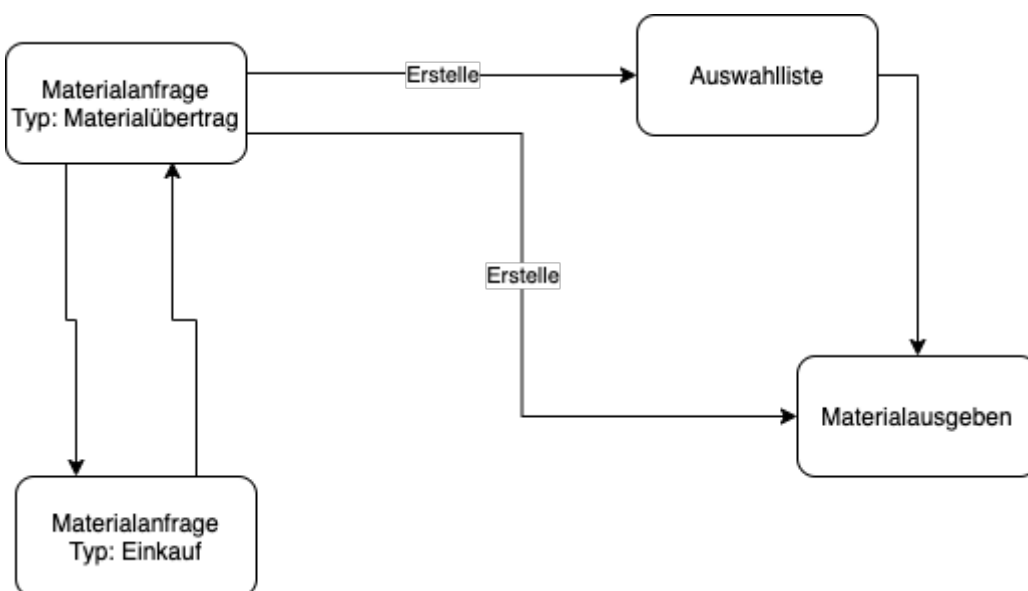 Materialanfrage
Typ: Materialübertrag
Erstelle
Auswahlliste
Erstelle
Materialausgeben
Materialanfrage
Typ: Einkauf